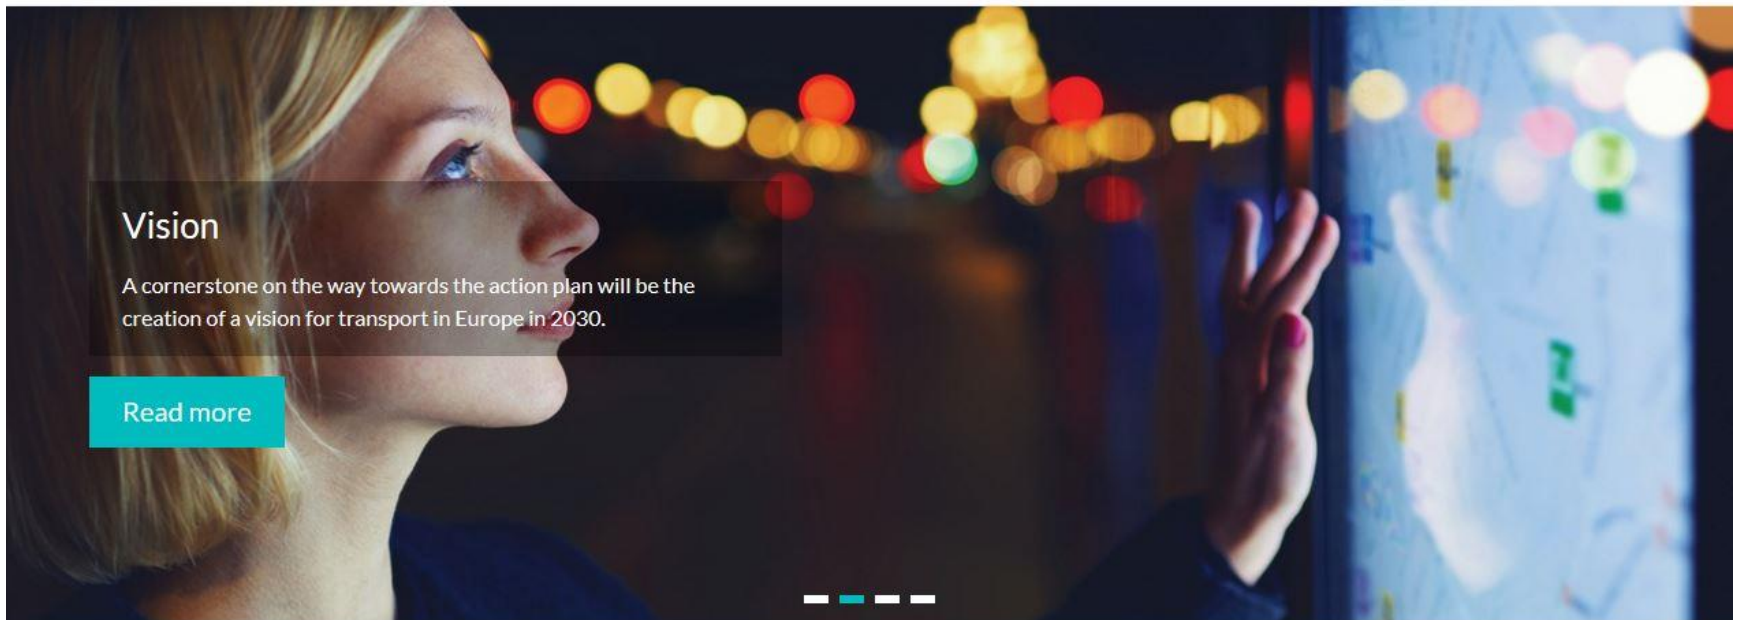 Vision
A cornerstone on the way towards the action plan will be the
creation of a vision for transport in Europe in 2030.
Read more